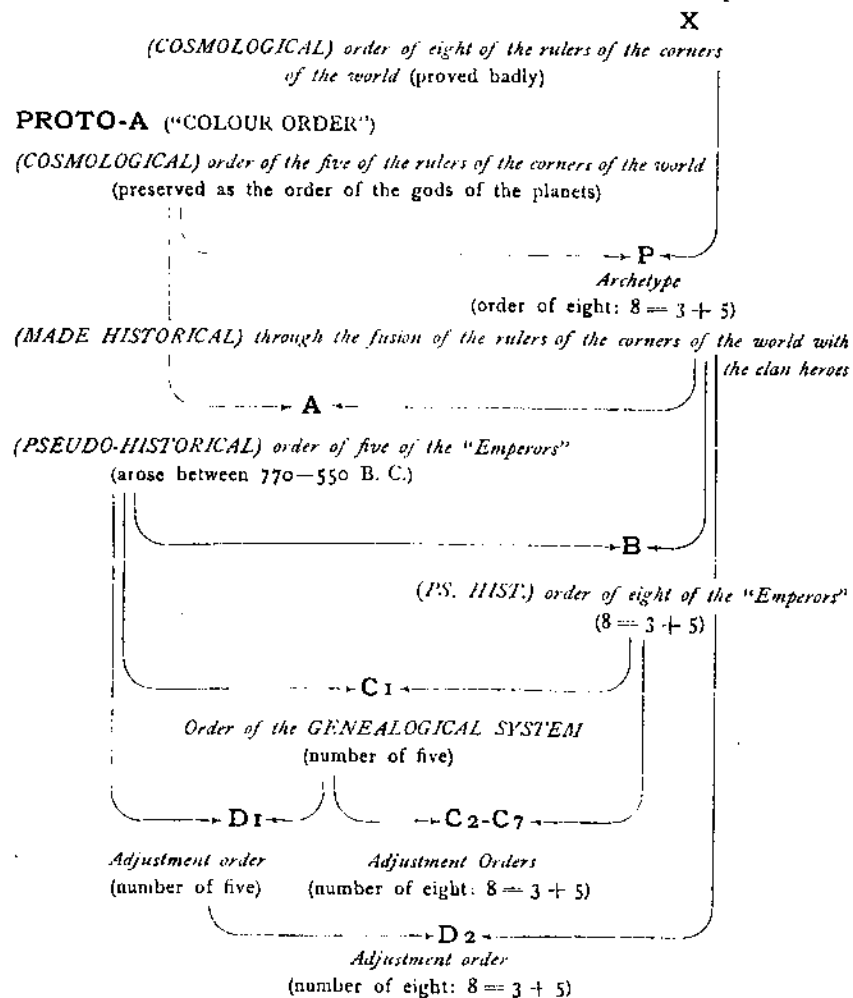 X
(COSMOLOGICAL) order of eight of the rulers of the corners
of the world (proved badly)
PROTO-A ("COLOUR ORDER")
(COSMOLOGICAL) order of the five of the rulers of the corners of the world
(preserved as the order of the gods of the planets)
P
Archetype
(order of eight: 8 = 3 + 5)
(MADE HISTORICAL) through the fusion of the rulers of the corners of the world with
the clan heroes
A
(PSEUDO-HISTORICAL) order of five of the "Emperors"
(arose between 770—550 B. C.)
B
(PS. HIST.) order of eight of the "Emperors"
(8 = 3 + 5)
C1
Order of the GENEALOGICAL SYSTEM
(number of five)
D1 C2-C7
Adjustment order Adjustment Orders
(number of five) (number of eight: 8 = 3 + 5)
D2
Adjustment order
(number of eight: 8 = 3 + 5)